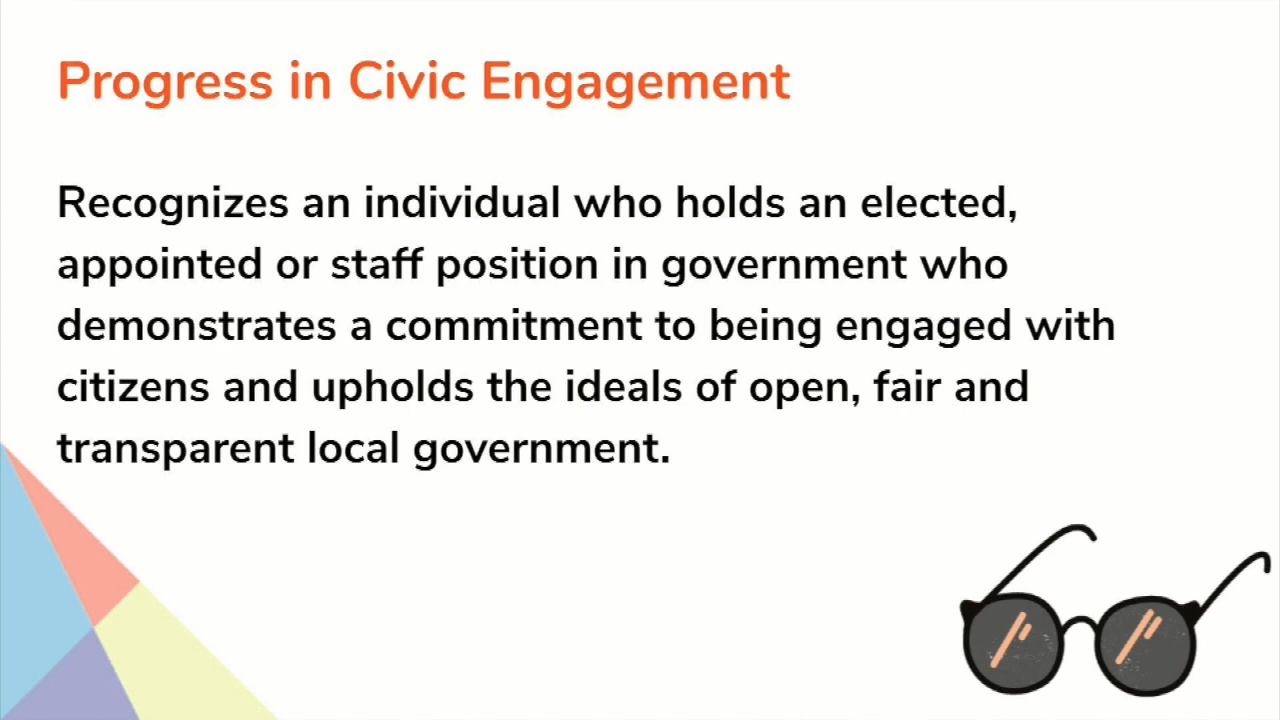 Progress in Civic Engagement
Recognizes an individual who holds an elected,
appointed or staff position in government who
demonstrates a commitment to being engaged with
citizens and upholds the ideals of open, fair and
transparent local government.